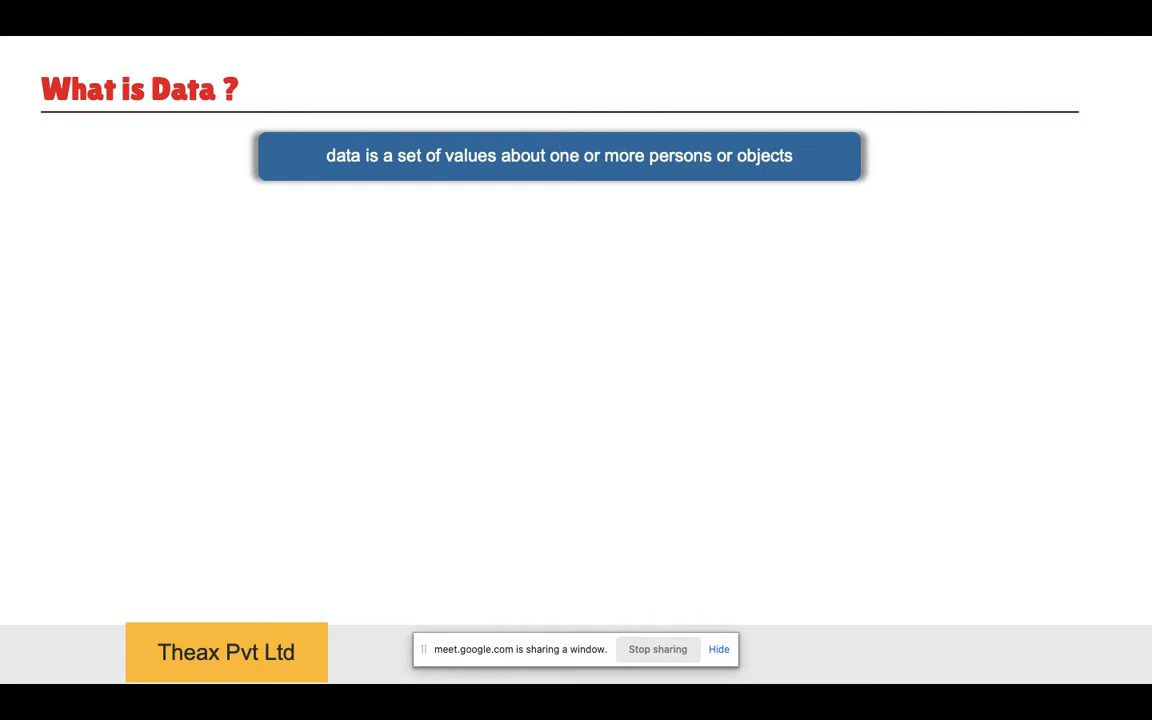 What is Data ?
data is a set of values about one or more persons or objects
Theax Pvt Ltd
meet.google.com is sharing a window.
Stop sharing
Hide